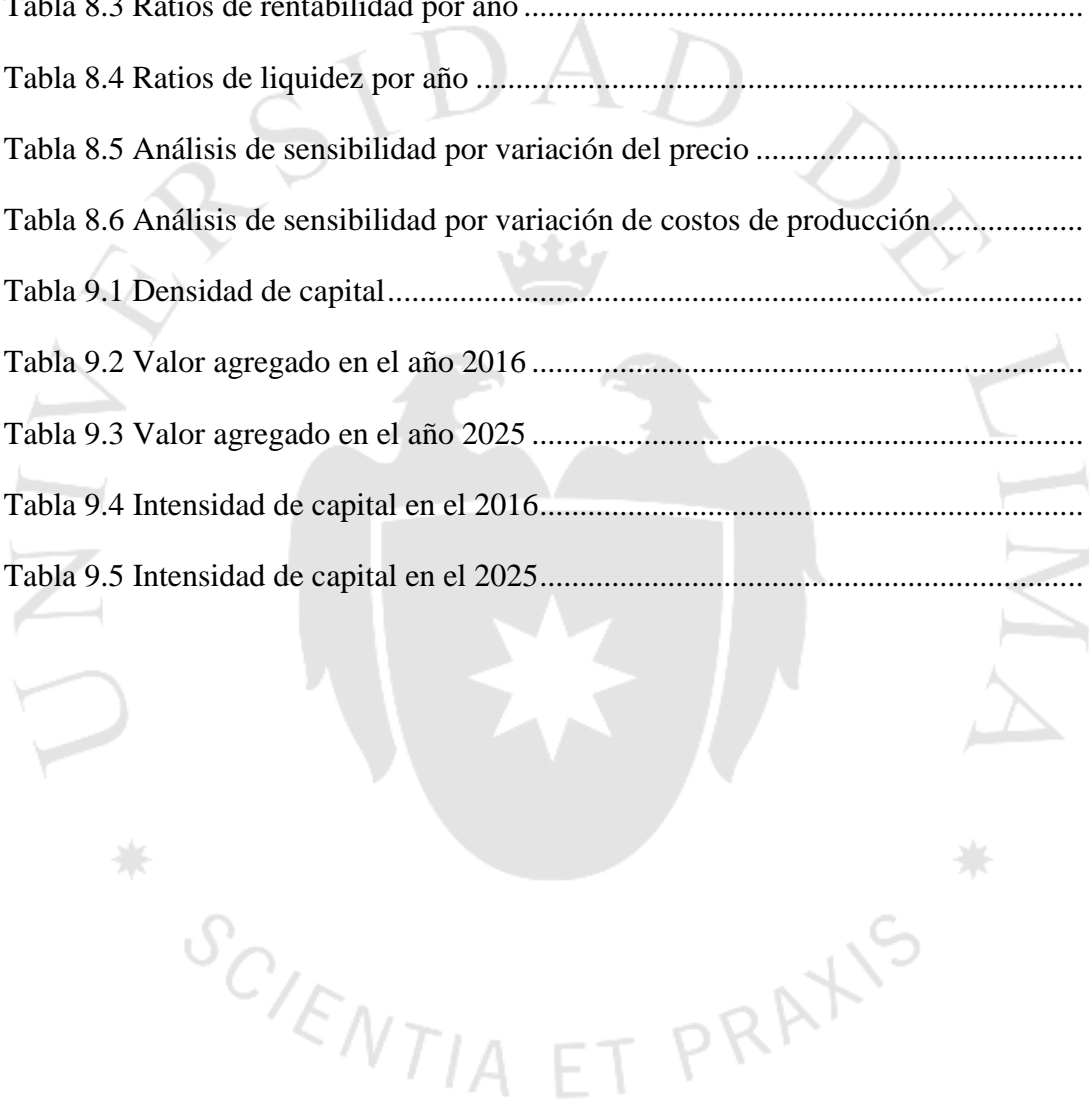 Tabla 8.3 Ratios de rentabilidad por año ................................................................................
Tabla 8.4 Ratios de liquidez por año .......................................................................................
Tabla 8.5 Análisis de sensibilidad por variación del precio ...............................................
Tabla 8.6 Análisis de sensibilidad por variación de costos de producción..................
Tabla 9.1 Densidad de capital....................................................................................................
Tabla 9.2 Valor agregado en el año 2016 ...............................................................................
Tabla 9.3 Valor agregado en el año 2025 ...............................................................................
Tabla 9.4 Intensidad de capital en el 2016..............................................................................
Tabla 9.5 Intensidad de capital en el 2025..............................................................................
UNIVERSIDAD DE LIMA
SCIENTIA ET PRAXIS